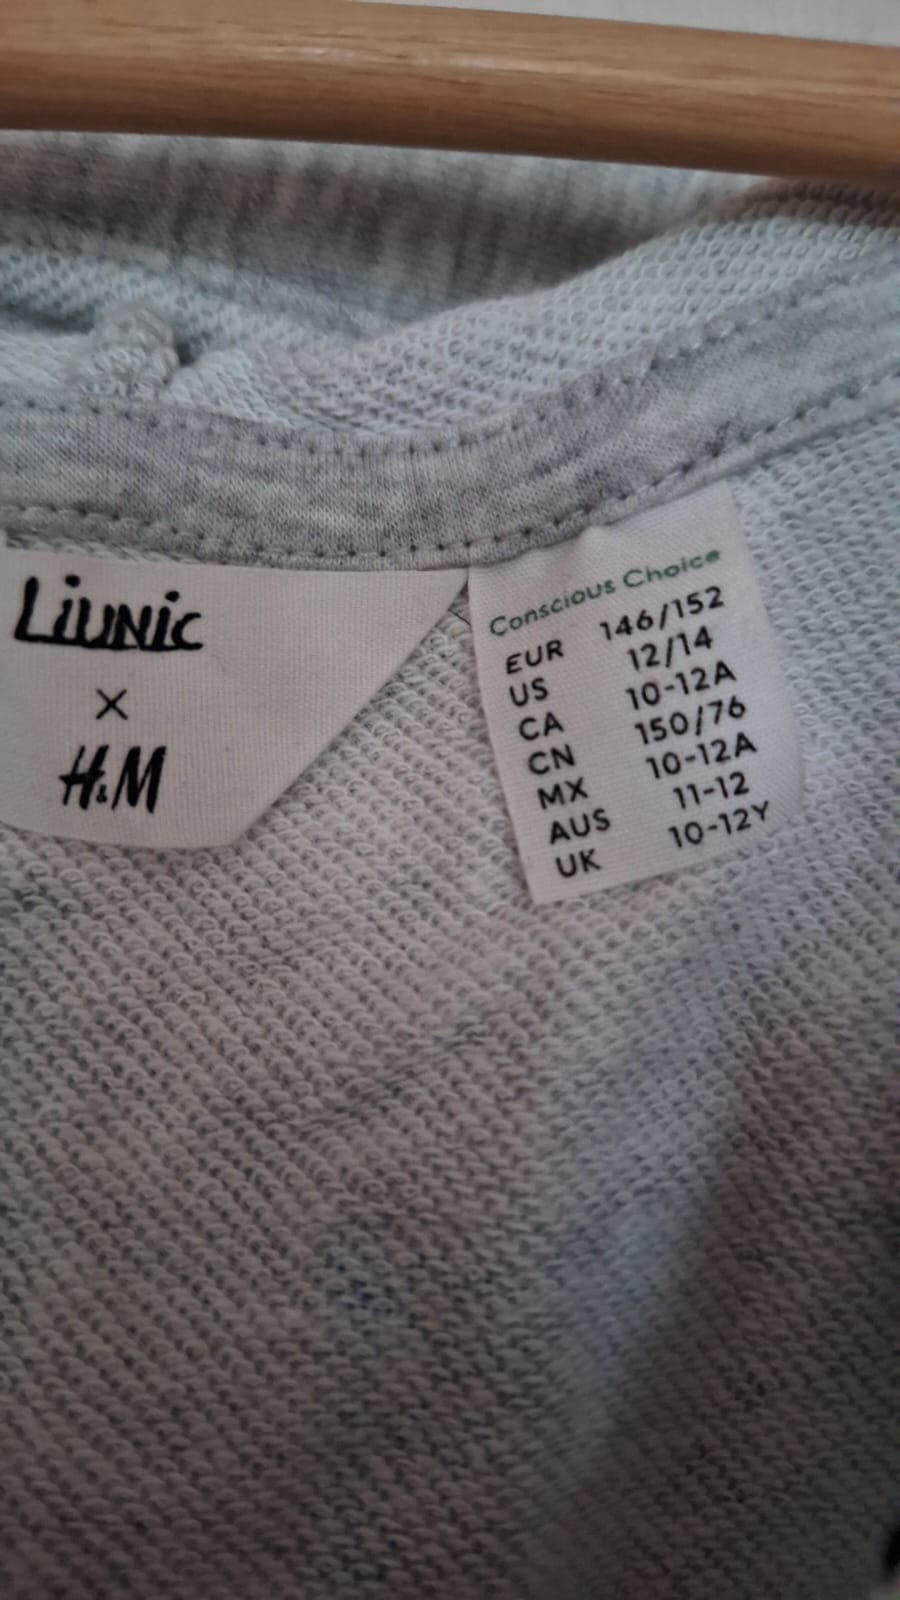 Liunic
×
H&M
Conscious Choice
EUR 146/152
US 12/14
CA 10-12A
CN 150/76
MX 10-12A
AUS 11-12
UK 10-12Y